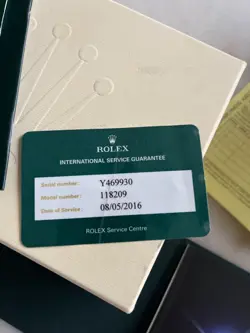 ROLEX
INTERNATIONAL SERVICE GUARANTEE
Serial number: Y469930
Model number: 118209
Date of Service: 08/05/2016
ROLEX Service Centre